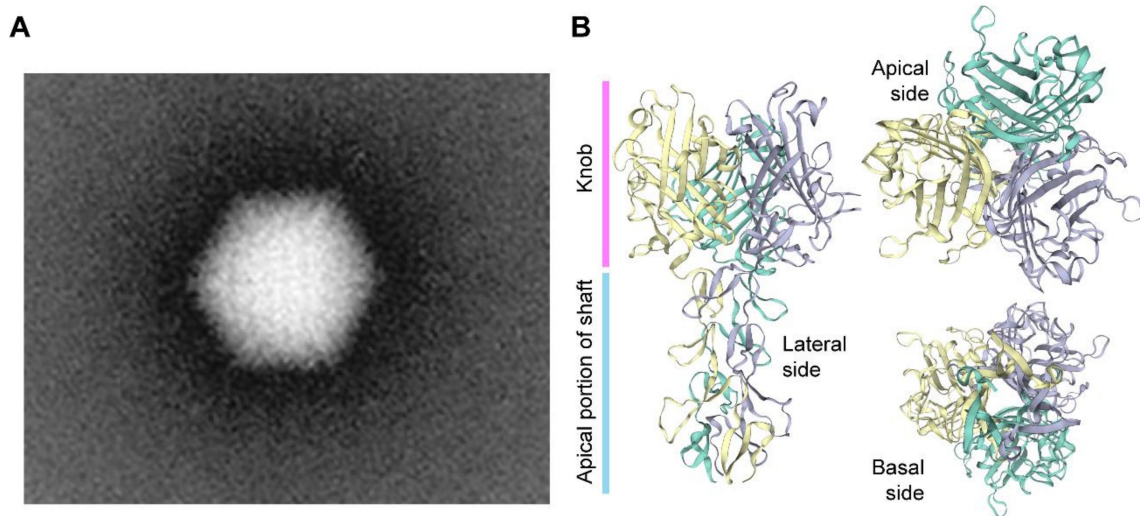 A
B
Knob
Apical portion of shaft
Lateral
side
Apical
side
Basal
side